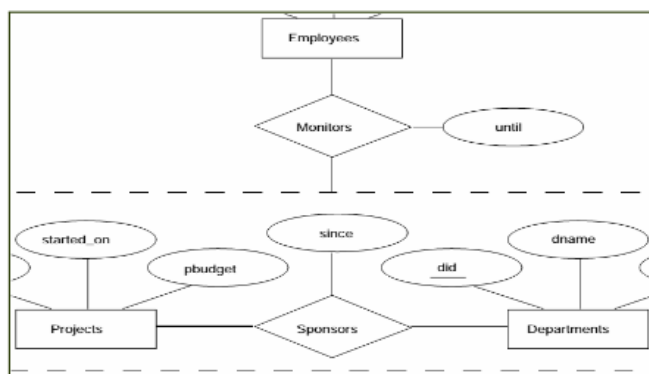 Employees
Monitors
until
started_on
since
dname
pbudget
did
Projects
Sponsors
Departments